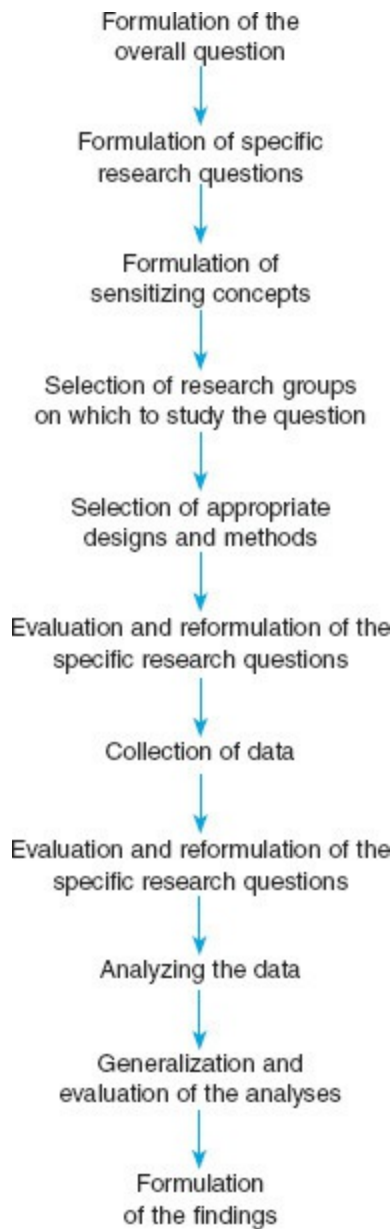 Formulation of the
overall question
Formulation of specific
research questions
Formulation of
sensitizing concepts
Selection of research groups
on which to study the question
Selection of appropriate
designs and methods
Evaluation and reformulation of the
specific research questions
Collection of data
Evaluation and reformulation of the
specific research questions
Analyzing the data
Generalization and
evaluation of the analyses
Formulation
of the findings